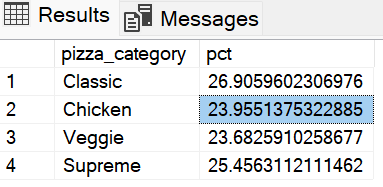 Results Messages
pizza_category pct
1 Classic 26.9059602306976
2 Chicken 23.9551375322885
3 Veggie 23.6825910258677
4 Supreme 25.4563112111462